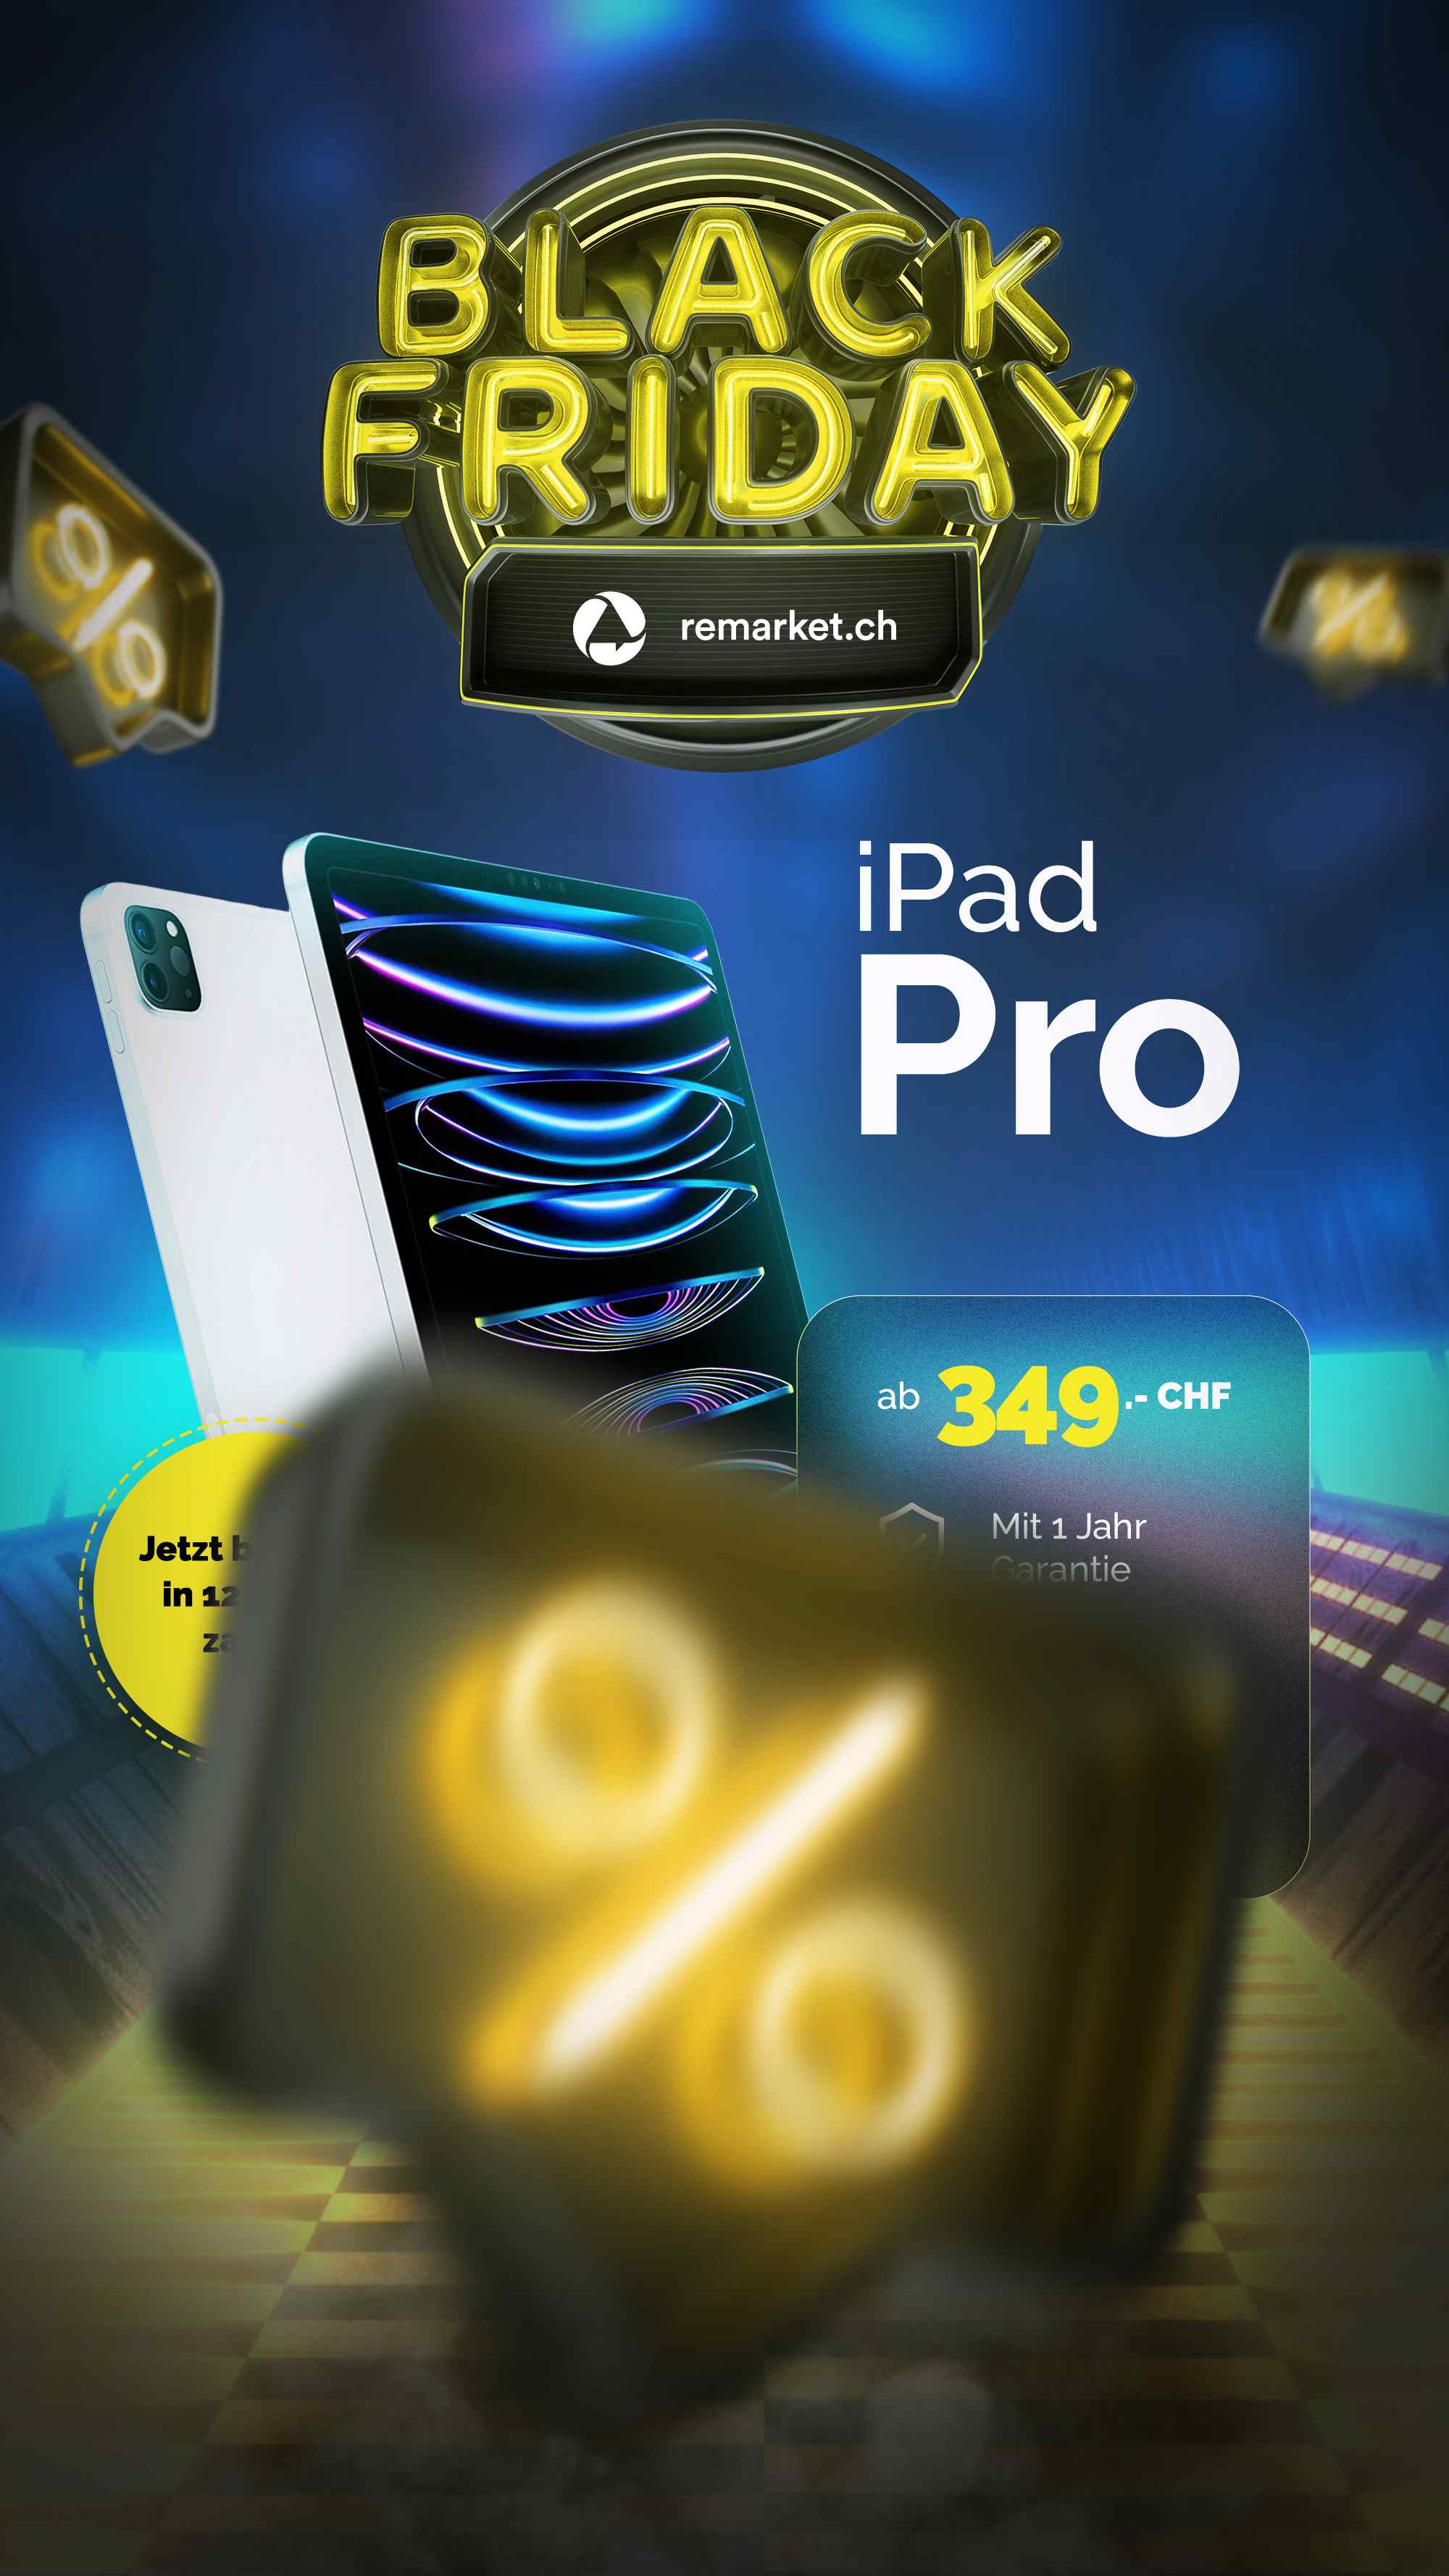 BLACK
FRIDAY
remarket.ch
iPad
Pro
ab 349.- CHF
Mit 1 Jahr
Garantie
Jetzt
in 12
%
%
%